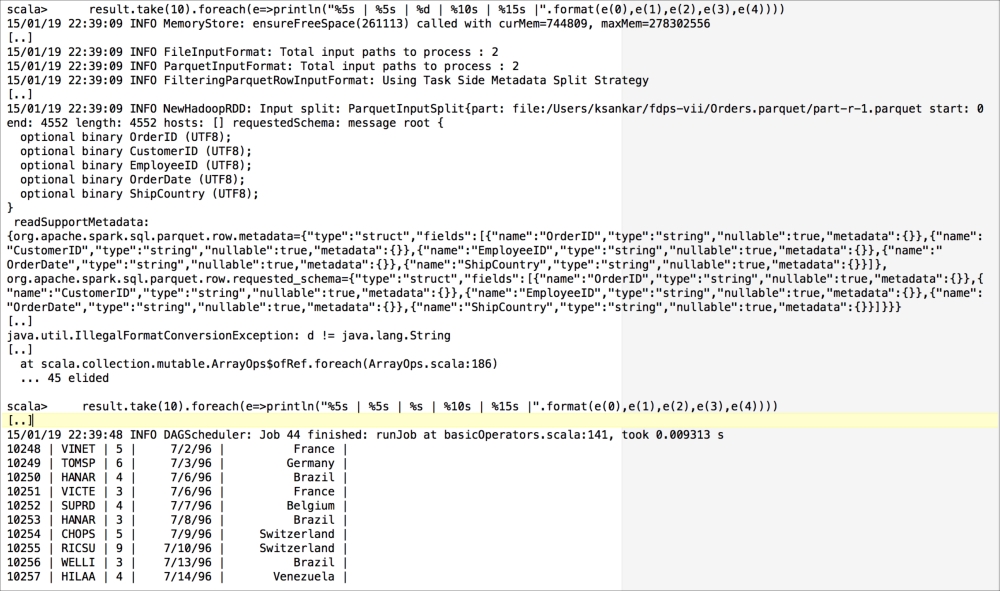 scala>     result.take(10).foreach(e=>println("%5s | %5s | %d | %10s | %15s |".format(e(0),e(1),e(2),e(3),e(4))))
15/01/19 22:39:09 INFO MemoryStore: ensureFreeSpace(261113) called with curMem=744809, maxMem=278302556
[..]
15/01/19 22:39:09 INFO FileInputFormat: Total input paths to process : 2
15/01/19 22:39:09 INFO ParquetInputFormat: Total input paths to process : 2
15/01/19 22:39:09 INFO FilteringParquetRowInputFormat: Using Task Side Metadata Split Strategy
[..]
15/01/19 22:39:09 INFO NewHadoopRDD: Input split: ParquetInputSplit{part: file:/Users/ksankar/fdps-vii/Orders.parquet/part-r-1.parquet start: 0
end: 4552 length: 4552 hosts: [] requestedSchema: message root {
  optional binary OrderID (UTF8);
  optional binary CustomerID (UTF8);
  optional binary EmployeeID (UTF8);
  optional binary OrderDate (UTF8);
  optional binary ShipCountry (UTF8);
}
 readSupportMetadata:
{org.apache.spark.sql.parquet.row.metadata={"type":"struct","fields":[{"name":"OrderID","type":"string","nullable":true,"metadata":{}},{"name":
"CustomerID","type":"string","nullable":true,"metadata":{}},{"name":"EmployeeID","type":"string","nullable":true,"metadata":{}},{"name":"
OrderDate","type":"string","nullable":true,"metadata":{}},{"name":"ShipCountry","type":"string","nullable":true,"metadata":{}}]},
org.apache.spark.sql.parquet.row.requested_schema={"type":"struct","fields":[{"name":"OrderID","type":"string","nullable":true,"metadata":{}},{
"name":"CustomerID","type":"string","nullable":true,"metadata":{}},{"name":"EmployeeID","type":"string","nullable":true,"metadata":{}},{"name":
"OrderDate","type":"string","nullable":true,"metadata":{}},{"name":"ShipCountry","type":"string","nullable":true,"metadata":{}}]}}}
[..]
java.util.IllegalFormatConversionException: d != java.lang.String
[..]
  at scala.collection.mutable.ArrayOps$ofRef.foreach(ArrayOps.scala:186)
  ... 45 elided
scala>     result.take(10).foreach(e=>println("%5s | %5s | %s | %10s | %15s |".format(e(0),e(1),e(2),e(3),e(4))))
[..]
15/01/19 22:39:48 INFO DAGScheduler: Job 44 finished: runJob at basicOperators.scala:141, took 0.009313 s
10248 | VINET | 5 |     7/2/96 |          France |
10249 | TOMSP | 6 |     7/3/96 |         Germany |
10250 | HANAR | 4 |     7/6/96 |          Brazil |
10251 | VICTE | 3 |     7/6/96 |          France |
10252 | SUPRD | 4 |     7/7/96 |         Belgium |
10253 | HANAR | 3 |     7/8/96 |          Brazil |
10254 | CHOPS | 5 |     7/9/96 |     Switzerland |
10255 | RICSU | 9 |    7/10/96 |     Switzerland |
10256 | WELLI | 3 |    7/13/96 |          Brazil |
10257 | HILAA | 4 |    7/14/96 |       Venezuela |